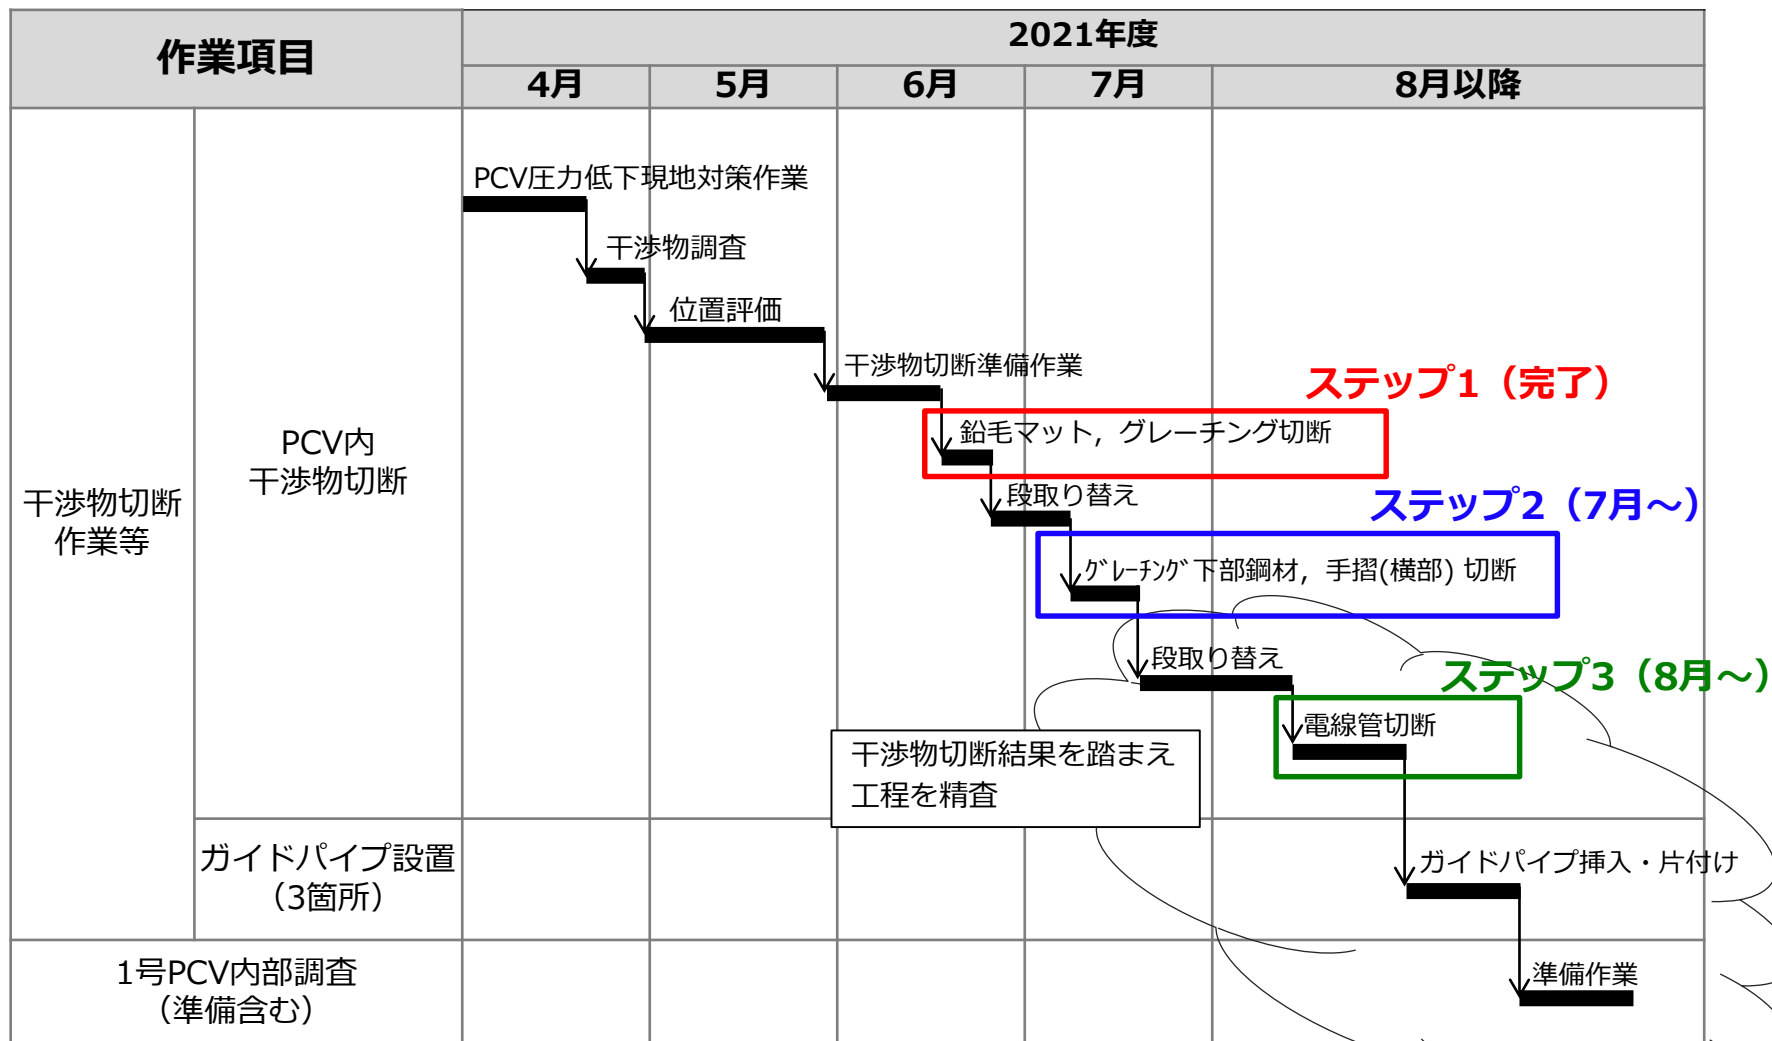 作業項目
2021年度
4月
5月
6月
7月
8月以降
PCV圧力低下現地対策作業
干渉物調査
位置評価
干渉物切断準備作業
ステップ1（完了）
鉛毛マット，グレーチング切断
段取り替え
ステップ2（7月～）
ｸﾞﾚｰﾁﾝｸﾞ下部鋼材，手摺(横部) 切断
段取り替え
ステップ3（8月～）
電線管切断
干渉物切断結果を踏まえ
工程を精査
干渉物切断
作業等
PCV内
干渉物切断
ガイドパイプ設置
（3箇所）
ガイドパイプ挿入・片付け
1号PCV内部調査
（準備含む）
準備作業